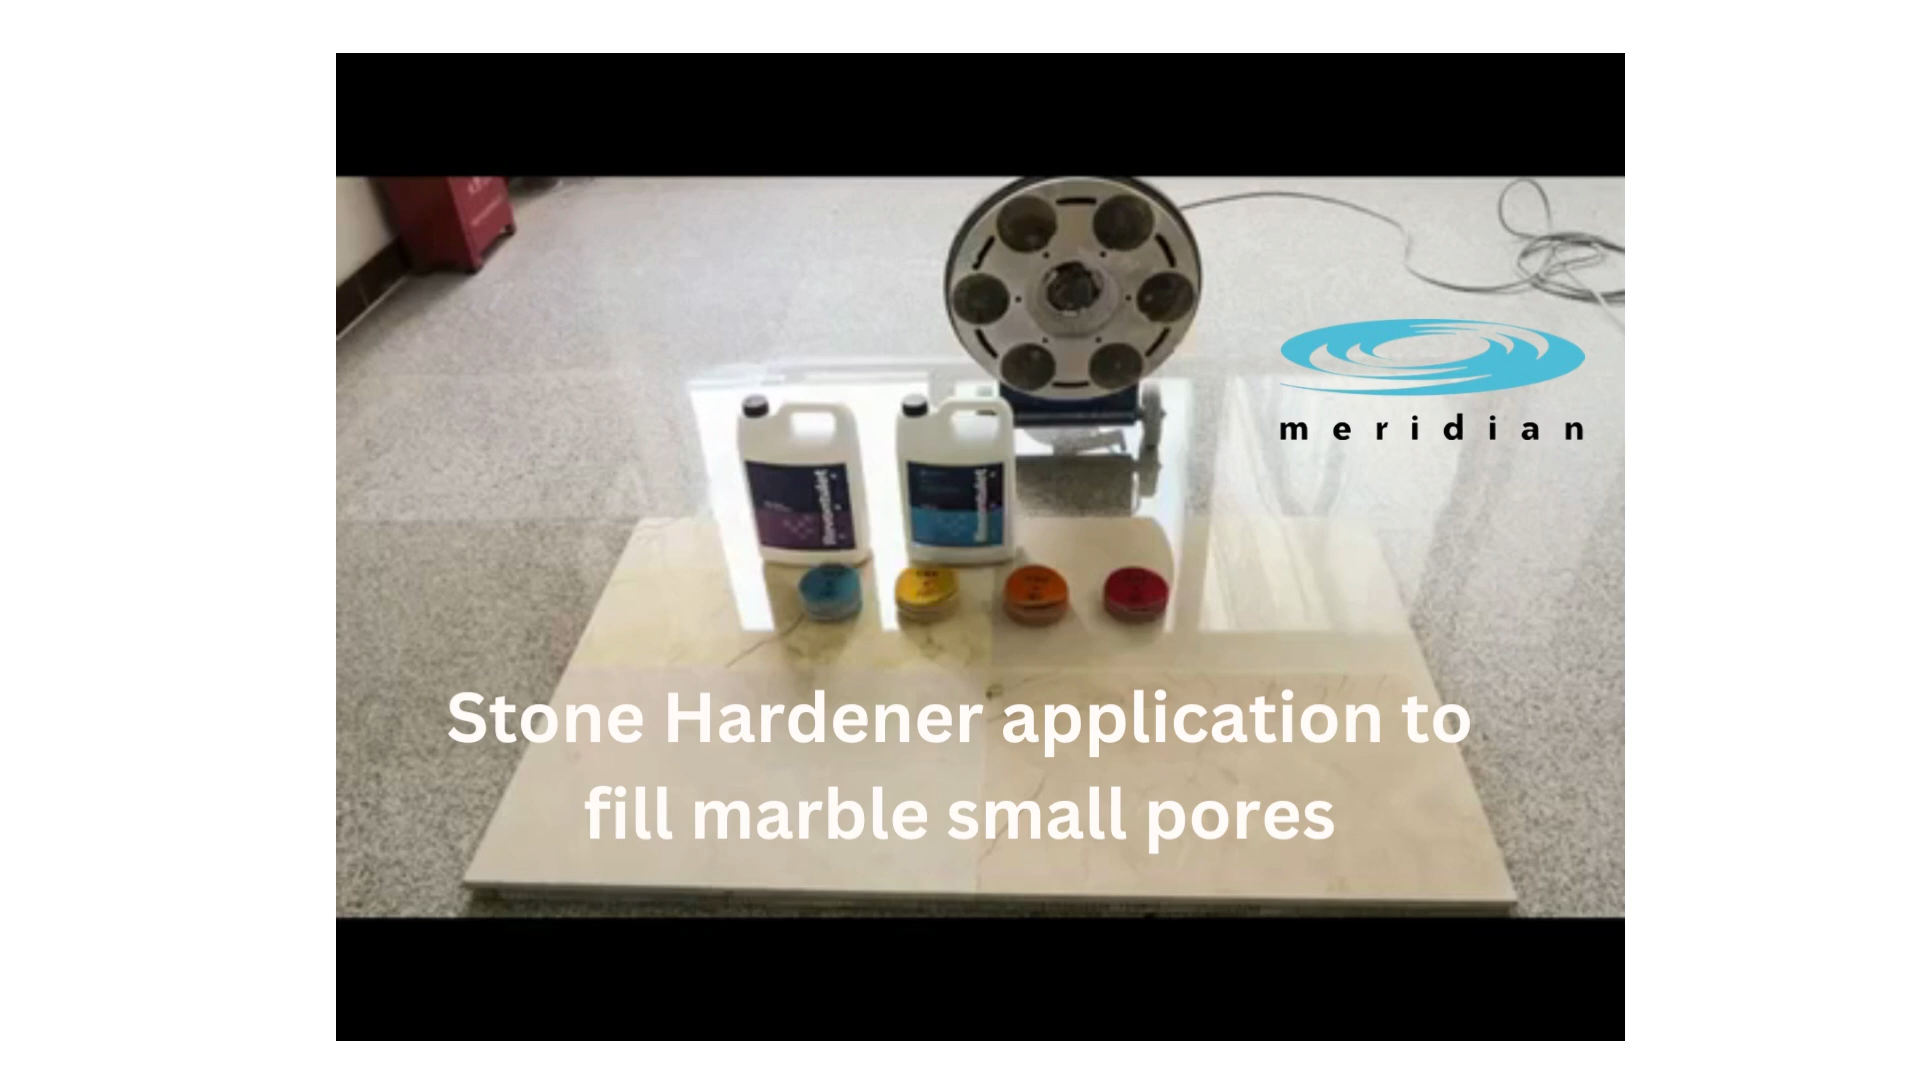 meridian
Stone Hardener application to
fill marble small pores